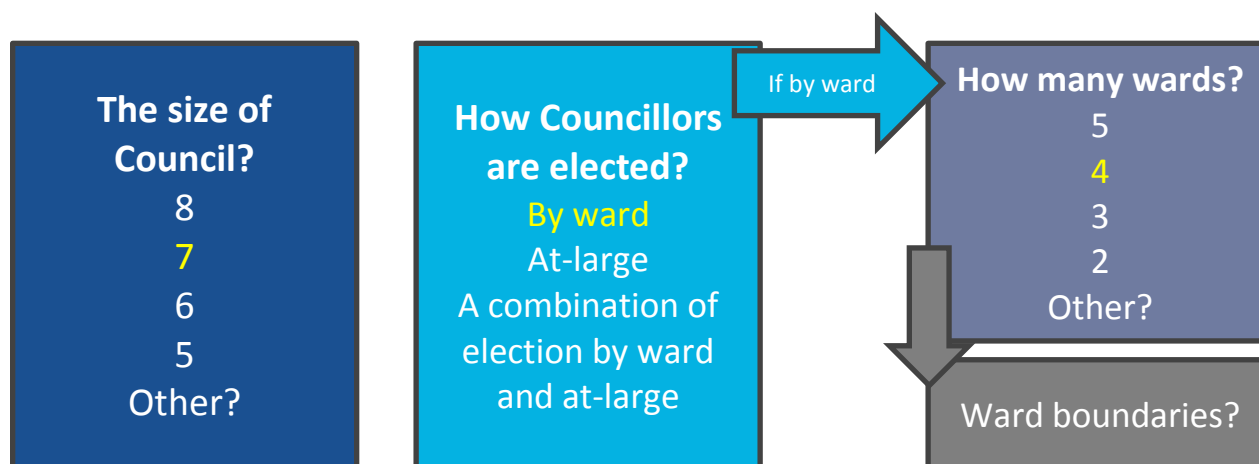 The size of
Council?
8
7
6
5
Other?
How Councillors
are elected?
By ward
At-large
A combination of
election by ward
and at-large
If by ward
How many wards?
5
4
3
2
Other?
Ward boundaries?